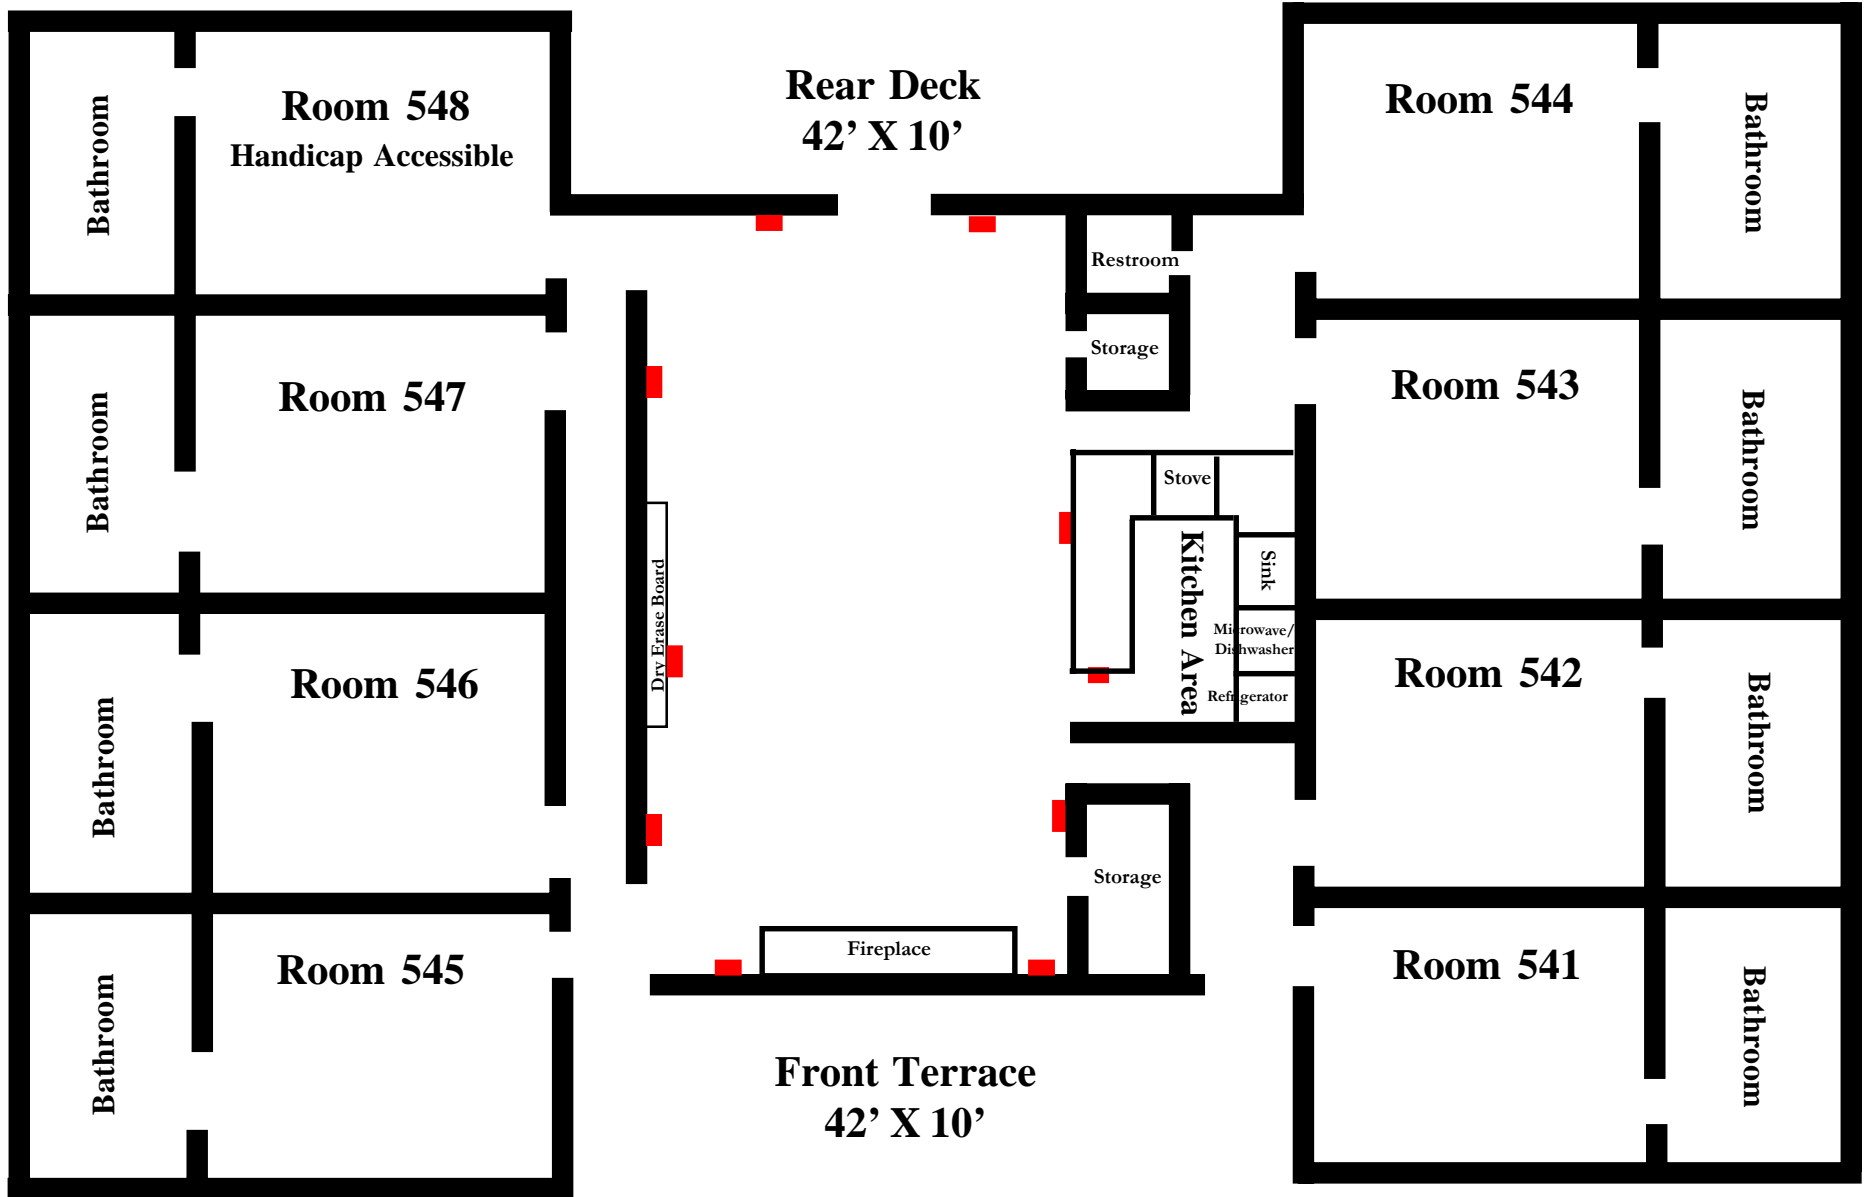 Rear Deck
42’ X 10’
Room 548
Handicap Accessible
Bathroom
Room 544
Bathroom
Restroom
Storage
Room 547
Bathroom
Room 543
Bathroom
Stove
Kitchen Area
Sink
Microwave/
Dishwasher
Refrigerator
Dry Erase Board
Room 546
Bathroom
Room 542
Bathroom
Storage
Fireplace
Room 545
Bathroom
Room 541
Bathroom
Front Terrace
42’ X 10’